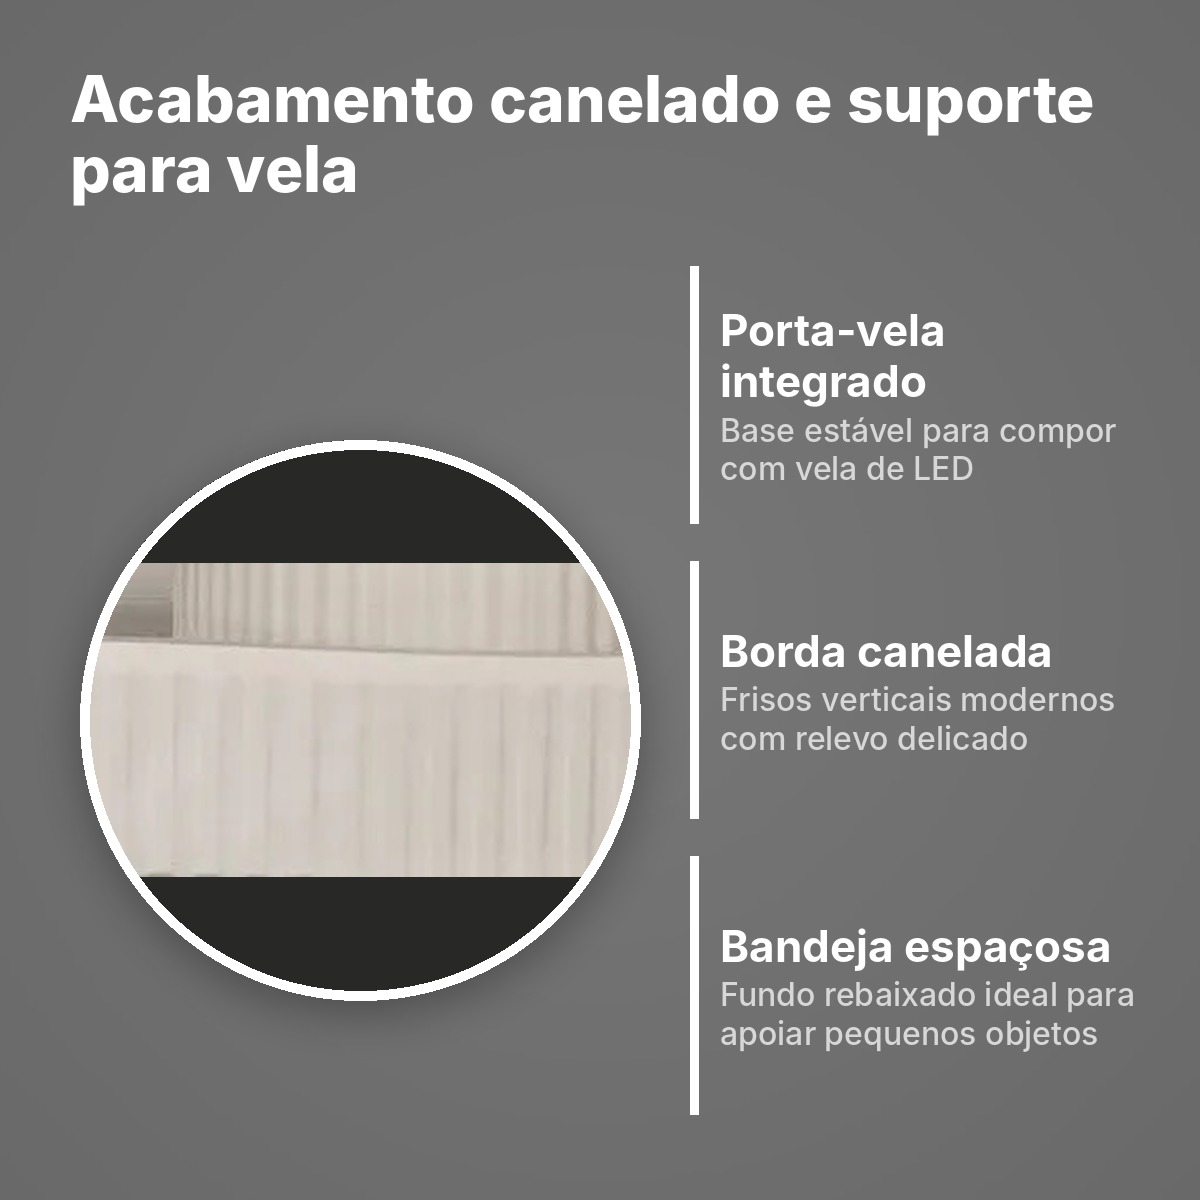 Acabamento canelado e suporte
para vela
Porta-vela
integrado
Base estável para compor
com vela de LED
Borda canelada
Frisos verticais modernos
com relevo delicado
Bandeja espaçosa
Fundo rebaixado ideal para
apoiar pequenos objetos